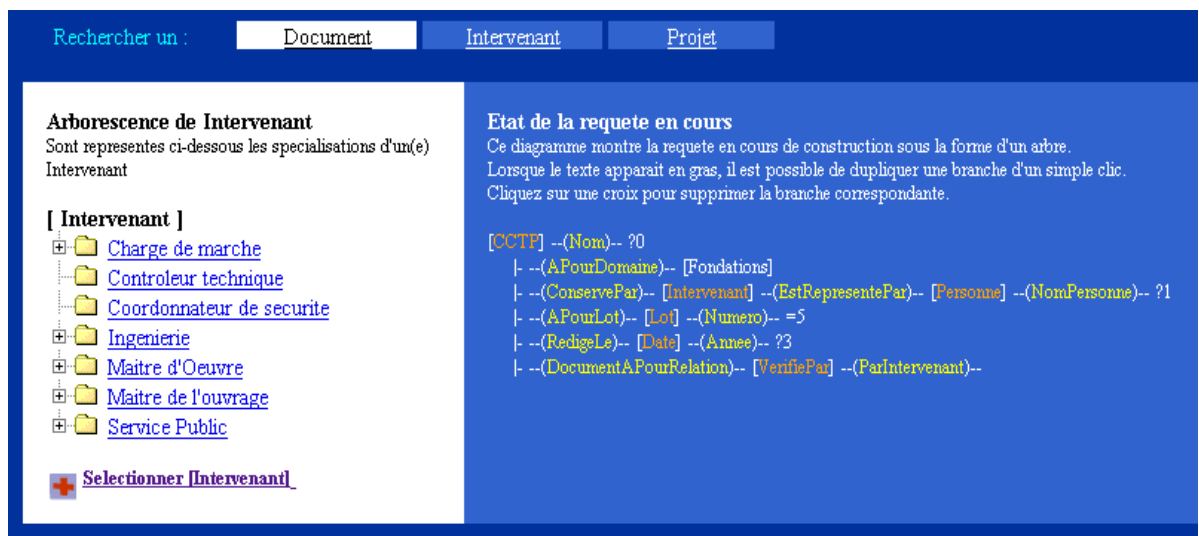 Rechercher un : Document Intervenant Projet
Arborescence de Intervenant
Sont representes ci-dessous les specialisations d'un(e)
Intervenant
[ Intervenant ]
Charge de marche
Controleur technique
Coordonnateur de securite
Ingenierie
Maitre d'Oeuvre
Maitre de l'ouvrage
Service Public
Selectionner [Intervenant]
Etat de la requete en cours
Ce diagramme montre la requete en cours de construction sous la forme d'un arbre.
Lorsque le texte apparait en gras, il est possible de dupliquer une branche d'un simple clic.
Cliquez sur une croix pour supprimer la branche correspondante.
[CCTP] --(Nom)-- ?0
|- --(APourDomaine)-- [Fondations]
|- --(ConservePar)-- [Intervenant] --(EstRepresentePar)-- [Personne] --(NomPersonne)-- ?1
|- --(APourLot)-- [Lot] --(Numero)-- =5
|- --(RedigeLe)-- [Date] --(Annee)-- ?3
|- --(DocumentAPourRelation)-- [VerifiePar] --(ParIntervenant)--